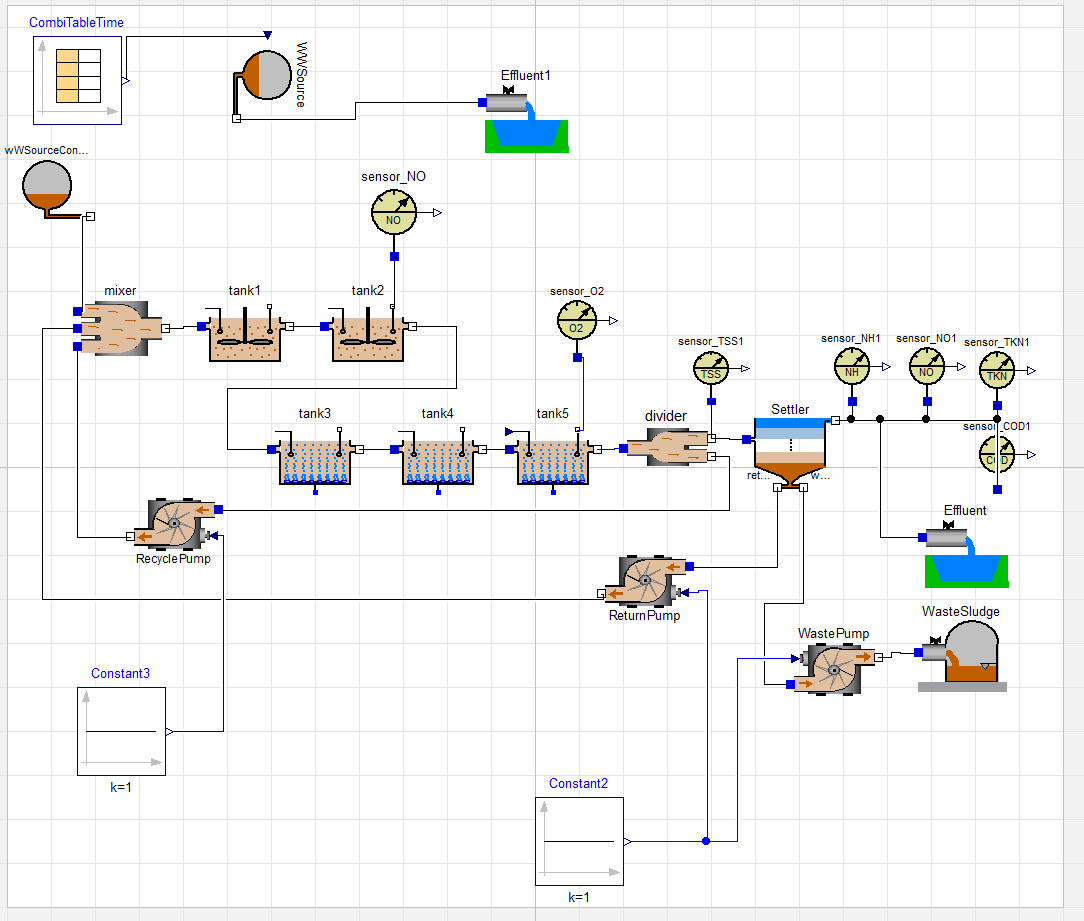 CombiTableTime
WWSource
Effluent1
wWSourceCon...
sensor_NO
NO
mixer
tank1
tank2
sensor_O2
O2
sensor_TSS1
TSS
sensor_NH1
NH
sensor_NO1
NO
sensor_TKN1
TKN
tank3
tank4
tank5
divider
Settler
ret...
w...
sensor_COD1
COD
Effluent
RecyclePump
ReturnPump
WasteSludge
WastePump
Constant3
k=1
Constant2
k=1